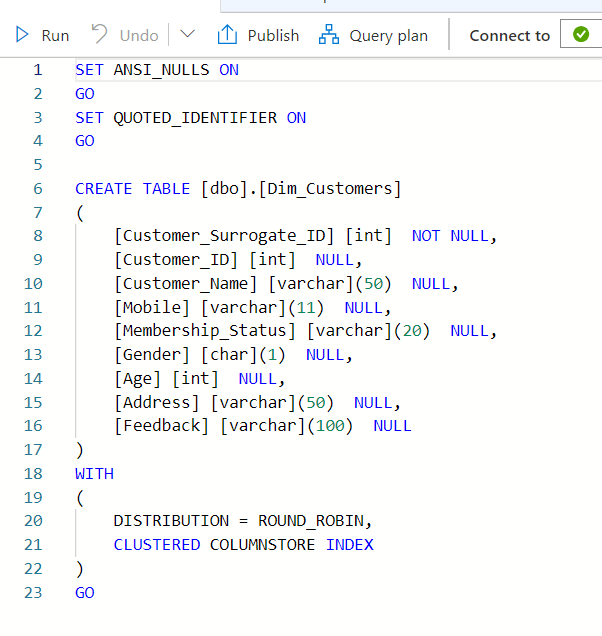 Run Undo Publish Query plan Connect to
1 SET ANSI_NULLS ON
2 GO
3 SET QUOTED_IDENTIFIER ON
4 GO
5
6 CREATE TABLE [dbo].[Dim_Customers]
7 (
8     [Customer_Surrogate_ID] [int]  NOT NULL,
9     [Customer_ID] [int]  NULL,
10     [Customer_Name] [varchar](50)  NULL,
11     [Mobile] [varchar](11)  NULL,
12     [Membership_Status] [varchar](20)  NULL,
13     [Gender] [char](1)  NULL,
14     [Age] [int]  NULL,
15     [Address] [varchar](50)  NULL,
16     [Feedback] [varchar](100)  NULL
17 )
18 WITH
19 (
20     DISTRIBUTION = ROUND_ROBIN,
21     CLUSTERED COLUMNSTORE INDEX
22 )
23 GO